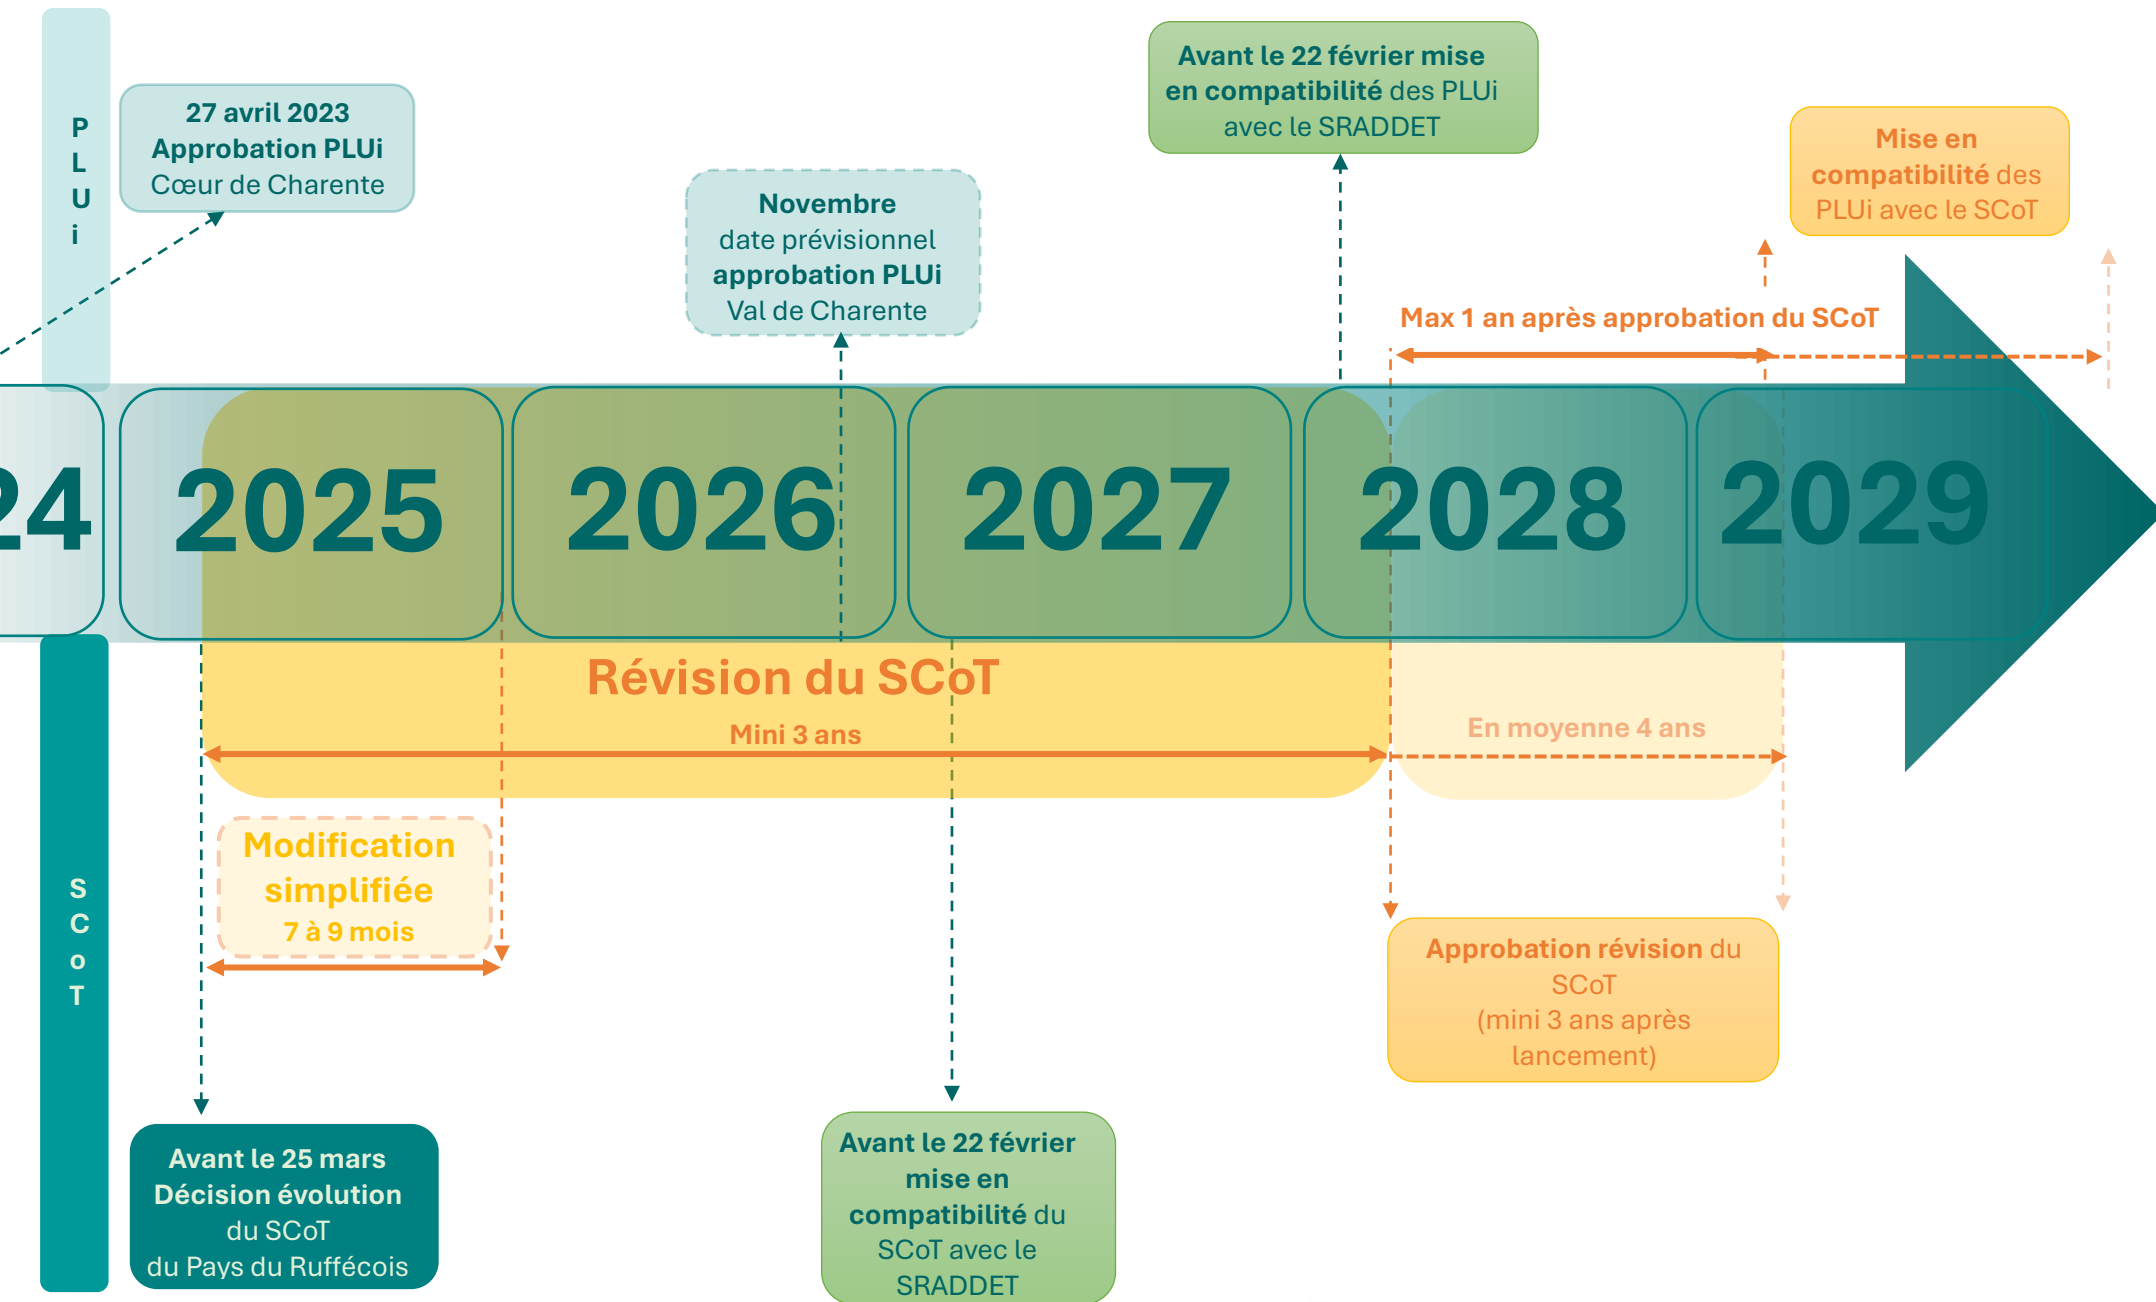 P
L
U
i
27 avril 2023
Approbation PLUi
Cœur de Charente
Novembre
date prévisionnel
approbation PLUi
Val de Charente
Avant le 22 février mise
en compatibilité des PLUi
avec le SRADDET
Mise en
compatibilité des
PLUi avec le SCoT
Max 1 an après approbation du SCoT
24
2025
2026
2027
2028
2029
Révision du SCoT
Mini 3 ans
En moyenne 4 ans
S
C
o
T
Modification
simplifiée
7 à 9 mois
Approbation révision du
SCoT
(mini 3 ans après
lancement)
Avant le 25 mars
Décision évolution
du SCoT
du Pays du Ruffécois
Avant le 22 février
mise en
compatibilité du
SCoT avec le
SRADDET